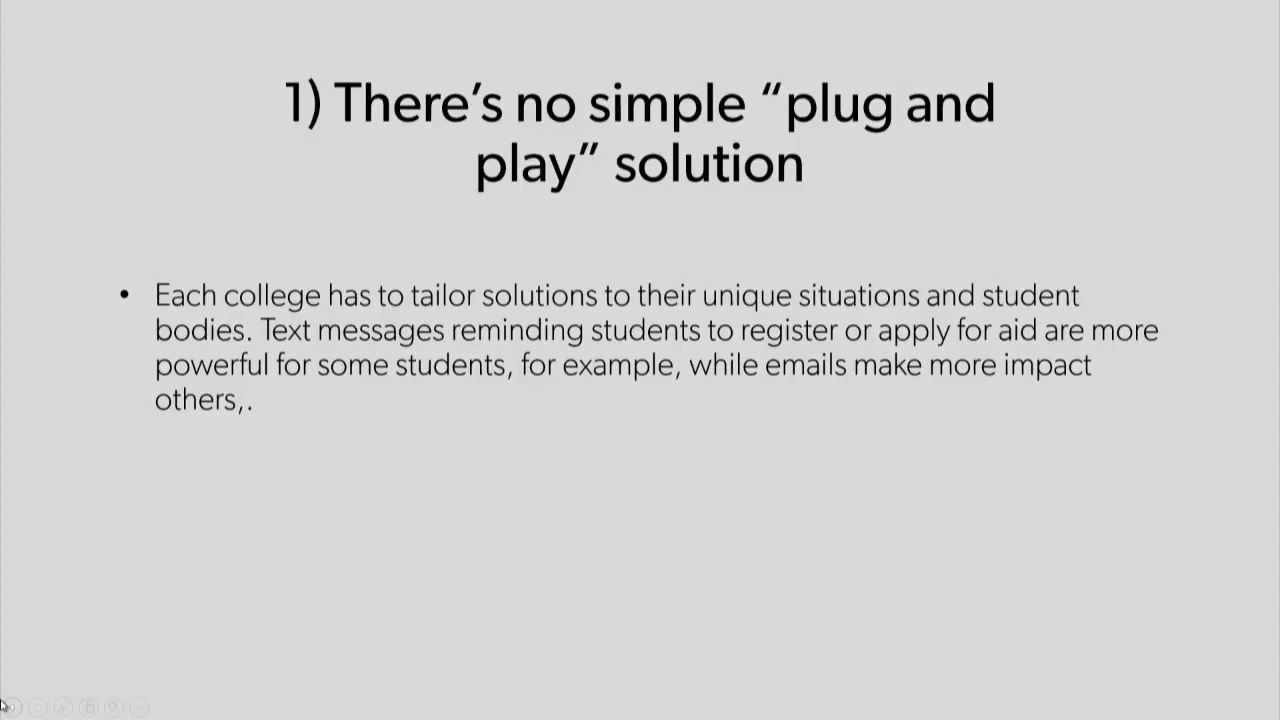 1) There’s no simple “plug and
play” solution
• Each college has to tailor solutions to their unique situations and student
bodies. Text messages reminding students to register or apply for aid are more
powerful for some students, for example, while emails make more impact
others,.